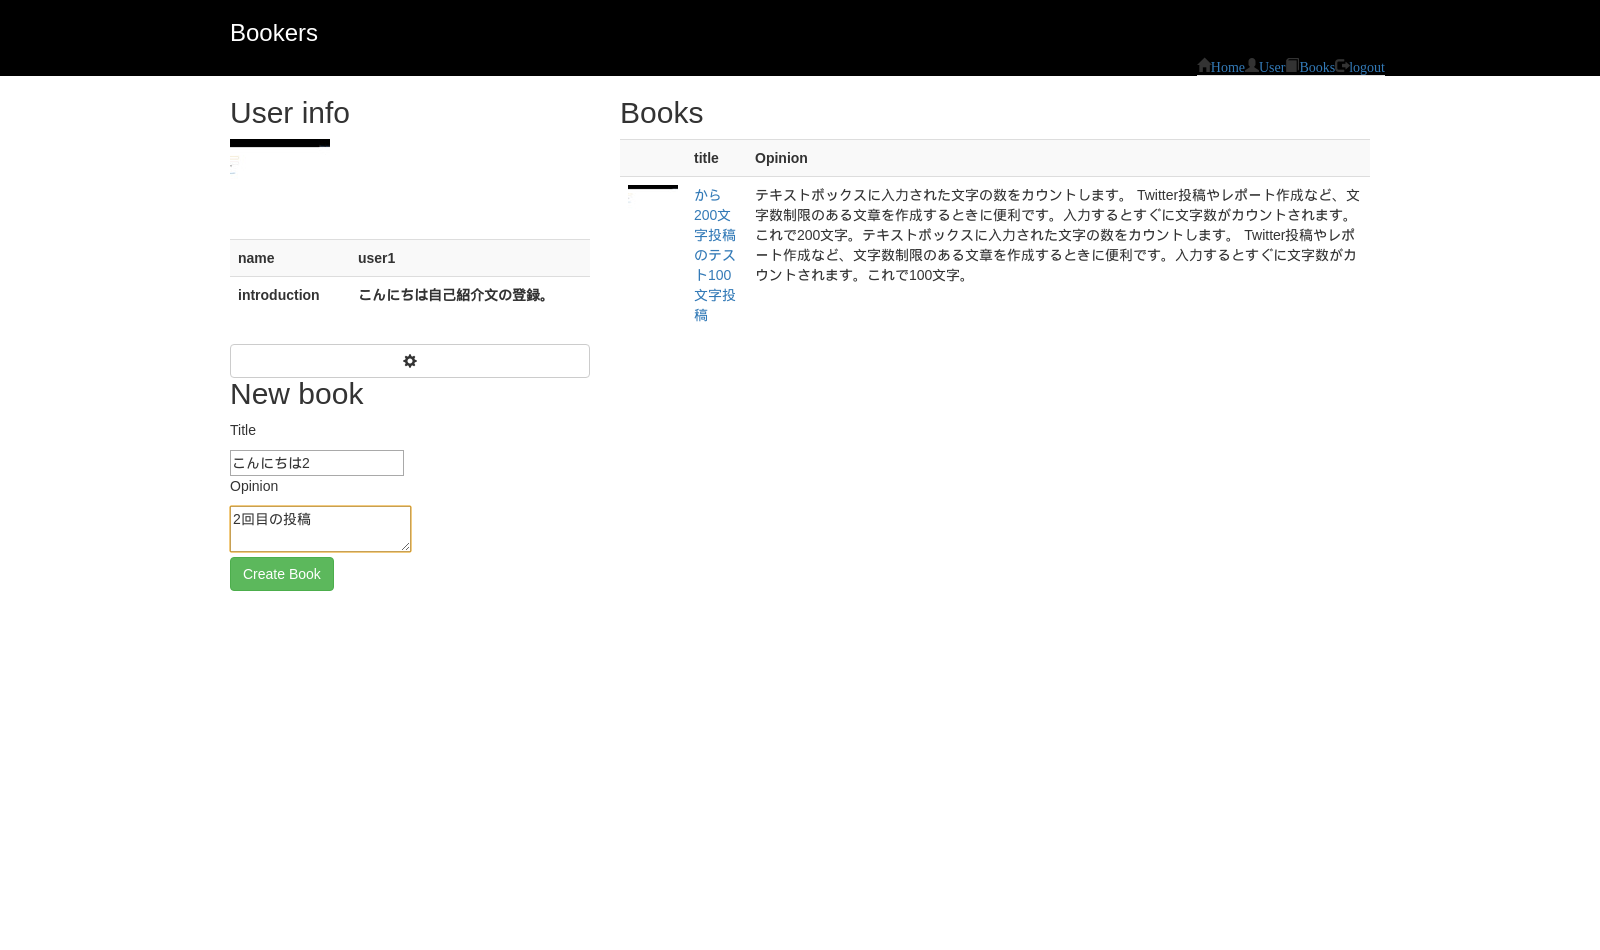 Bookers
Home User Books logout
User info
name user1
introduction こんにちは自己紹介文の登録。
New book
Title
こんにちは2
Opinion
2回目の投稿
Create Book
Books
title Opinion
から
200文
字投稿
のテス
ト100
文字投
稿
テキストボックスに入力された文字の数をカウントします。 Twitter投稿やレポート作成など、文
字数制限のある文章を作成するときに便利です。入力するとすぐに文字数がカウントされます。
これで200文字。テキストボックスに入力された文字の数をカウントします。 Twitter投稿やレポ
ート作成など、文字数制限のある文章を作成するときに便利です。入力するとすぐに文字数がカ
ウントされます。これで100文字。